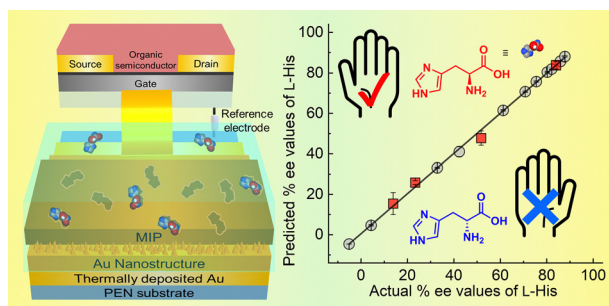 Organic
semiconductor
Source
Drain
Gate
Reference
electrode
MIP
Au Nanostructure
Thermally deposited Au
PEN substrate
Predicted % ee values of L-His
100
80
60
40
20
0
O
N
OH
HN
NH₂
≡
O
N
OH
HN
NH₂
0 20 40 60 80 100
Actual % ee values of L-His